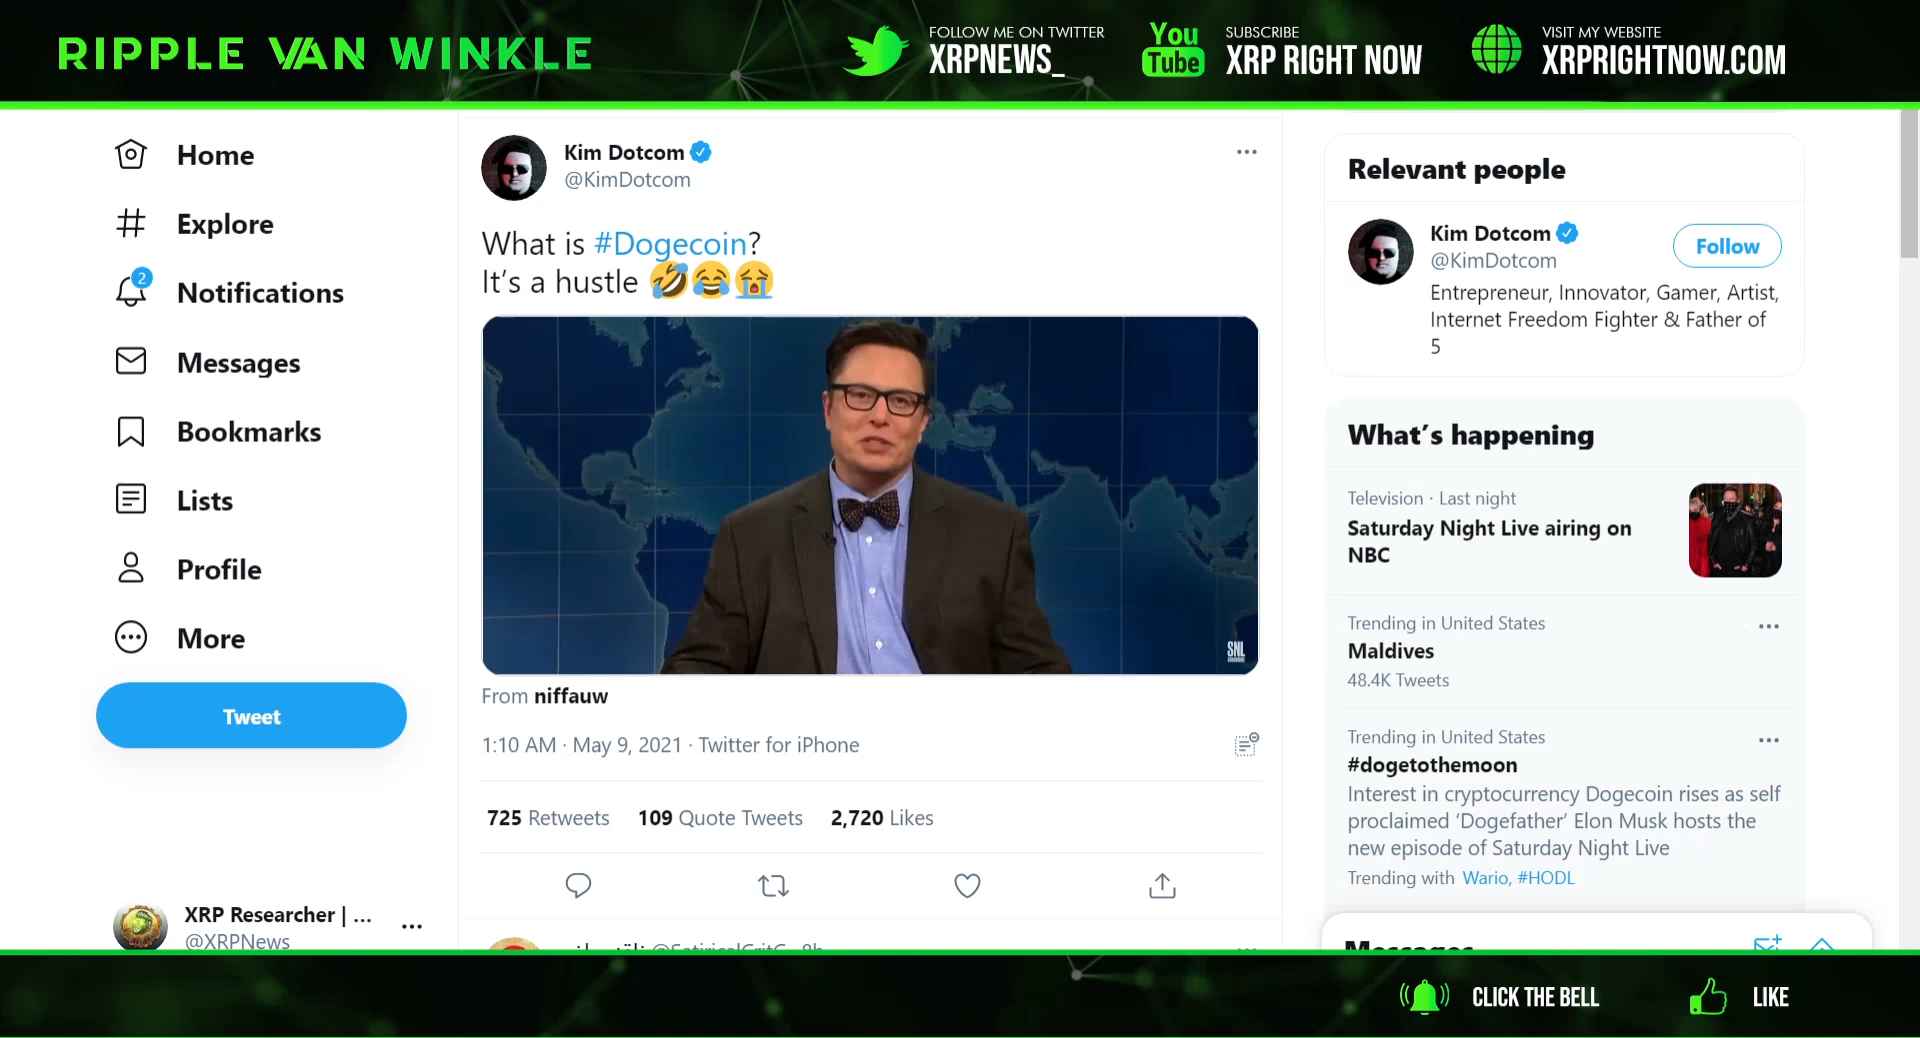 RIPPLE VAN WINKLE
FOLLOW ME ON TWITTER
XRPNEWS_
You
Tube
SUBSCRIBE
XRP RIGHT NOW
VISIT MY WEBSITE
XRPRIGHTNOW.COM
Home
Explore
2
Notifications
Messages
Bookmarks
Lists
Profile
More
Tweet
XRP Researcher | ...
@XRPNews
Kim Dotcom
@KimDotcom
What is #Dogecoin?
It’s a hustle 🤣😂😭
SNL
From niffauw
1:10 AM · May 9, 2021 · Twitter for iPhone
725 Retweets 109 Quote Tweets 2,720 Likes
Relevant people
Kim Dotcom
@KimDotcom
Follow
Entrepreneur, Innovator, Gamer, Artist,
Internet Freedom Fighter & Father of
5
What’s happening
Television · Last night
Saturday Night Live airing on
NBC
Trending in United States
Maldives
48.4K Tweets
Trending in United States
#dogetothemoon
Interest in cryptocurrency Dogecoin rises as self
proclaimed ‘Dogefather’ Elon Musk hosts the
new episode of Saturday Night Live
Trending with Wario, #HODL
Messages
CLICK THE BELL
LIKE